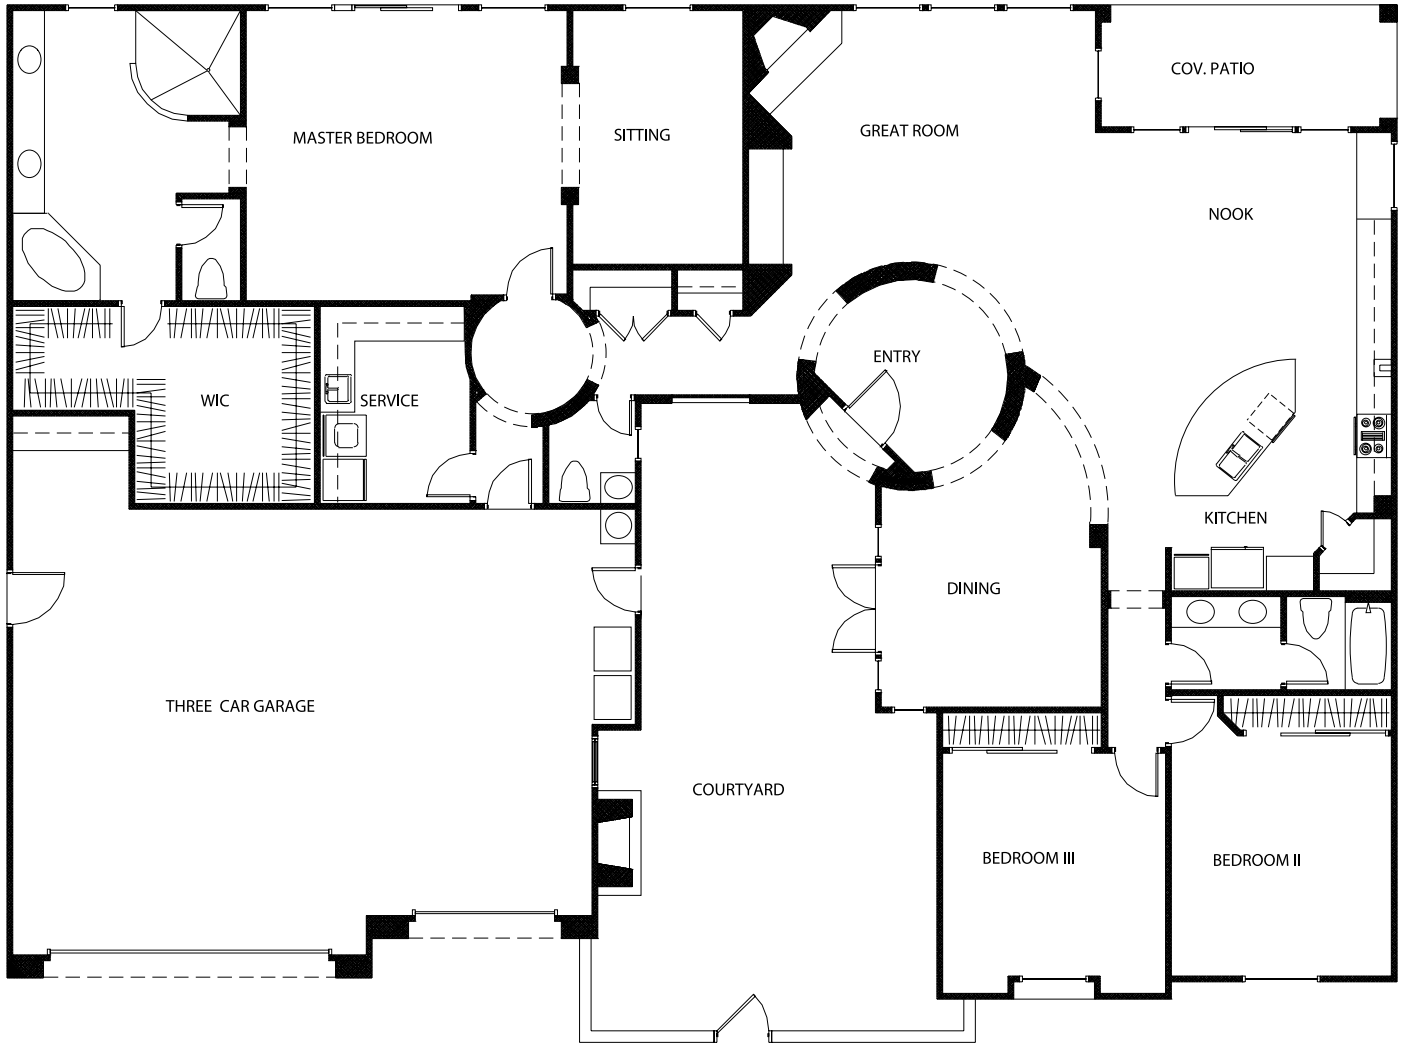 COV. PATIO
MASTER BEDROOM
SITTING
GREAT ROOM
NOOK
ENTRY
WIC
SERVICE
KITCHEN
DINING
THREE CAR GARAGE
COURTYARD
BEDROOM III
BEDROOM II